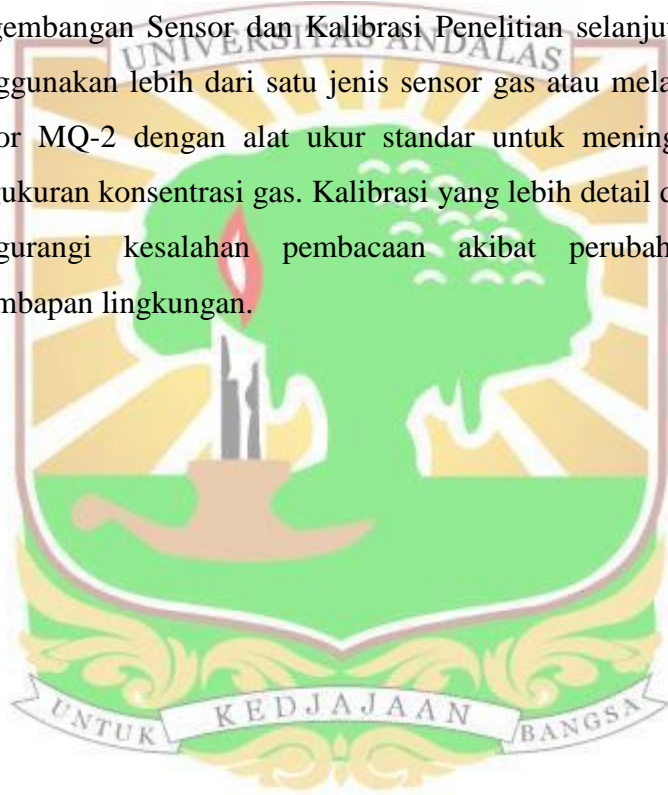 gembangan Sensor dan Kalibrasi Penelitian selanjut
UNIVERSITAS ANDALAS
ggunakan lebih dari satu jenis sensor gas atau mela
or MQ-2 dengan alat ukur standar untuk mening
gukuran konsentrasi gas. Kalibrasi yang lebih detail
gurangi kesalahan pembacaan akibat perubah
mbapan lingkungan.
UNTUK KEDJAJAAN BANGSA